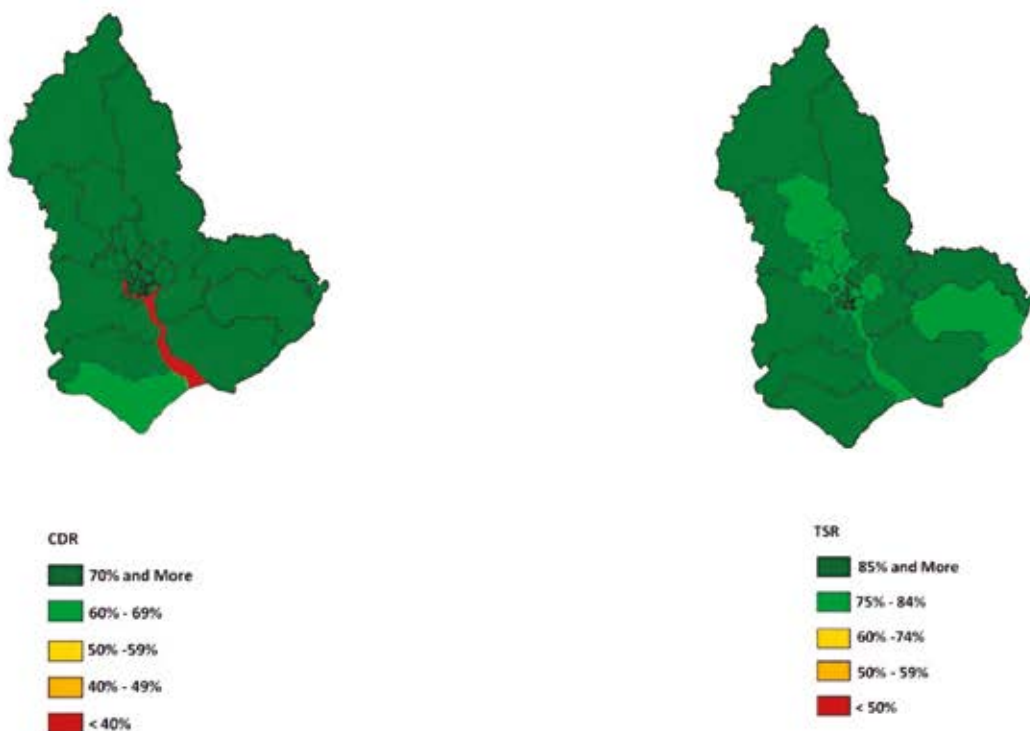 CDR
70% and More
60% - 69%
50% -59%
40% - 49%
< 40%
TSR
85% and More
75% - 84%
60% -74%
50% - 59%
< 50%